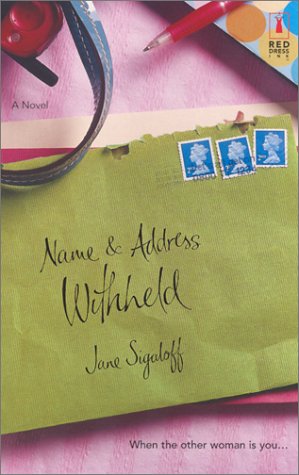 RED
DRESS
INK
A Novel
Name & Address
Withheld
Jane Sigaloff
When the other woman is you...